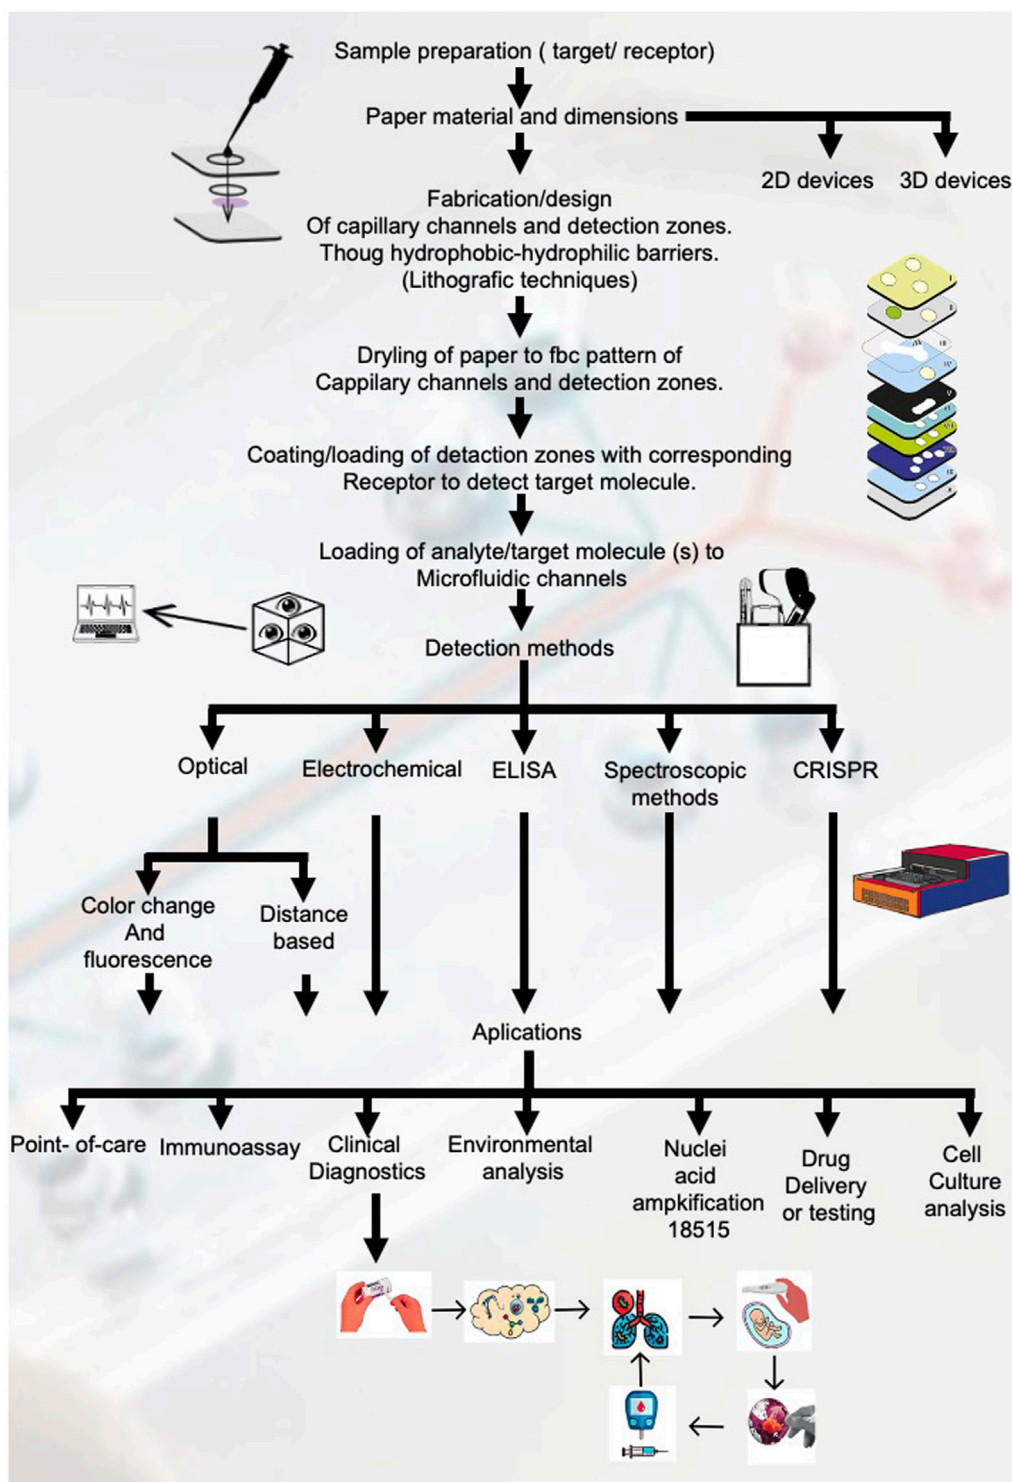 Sample preparation ( target/ receptor)
Paper material and dimensions
2D devices
3D devices
Fabrication/design
Of capillary channels and detection zones.
Thoug hydrophobic-hydrophilic barriers.
(Lithografic techniques)
Dryling of paper to fbc pattern of
Cappilary channels and detection zones.
Coating/loading of detaction zones with corresponding
Receptor to detect target molecule.
Loading of analyte/target molecule (s) to
Microfluidic channels
Detection methods
Optical
Electrochemical
ELISA
Spectroscopic
methods
CRISPR
Color change
And
fluorescence
Distance
based
Aplications
Point- of-care
Immunoassay
Clinical
Diagnostics
Environmental
analysis
Nuclei
acid
ampkification
18515
Drug
Delivery
or testing
Cell
Culture
analysis